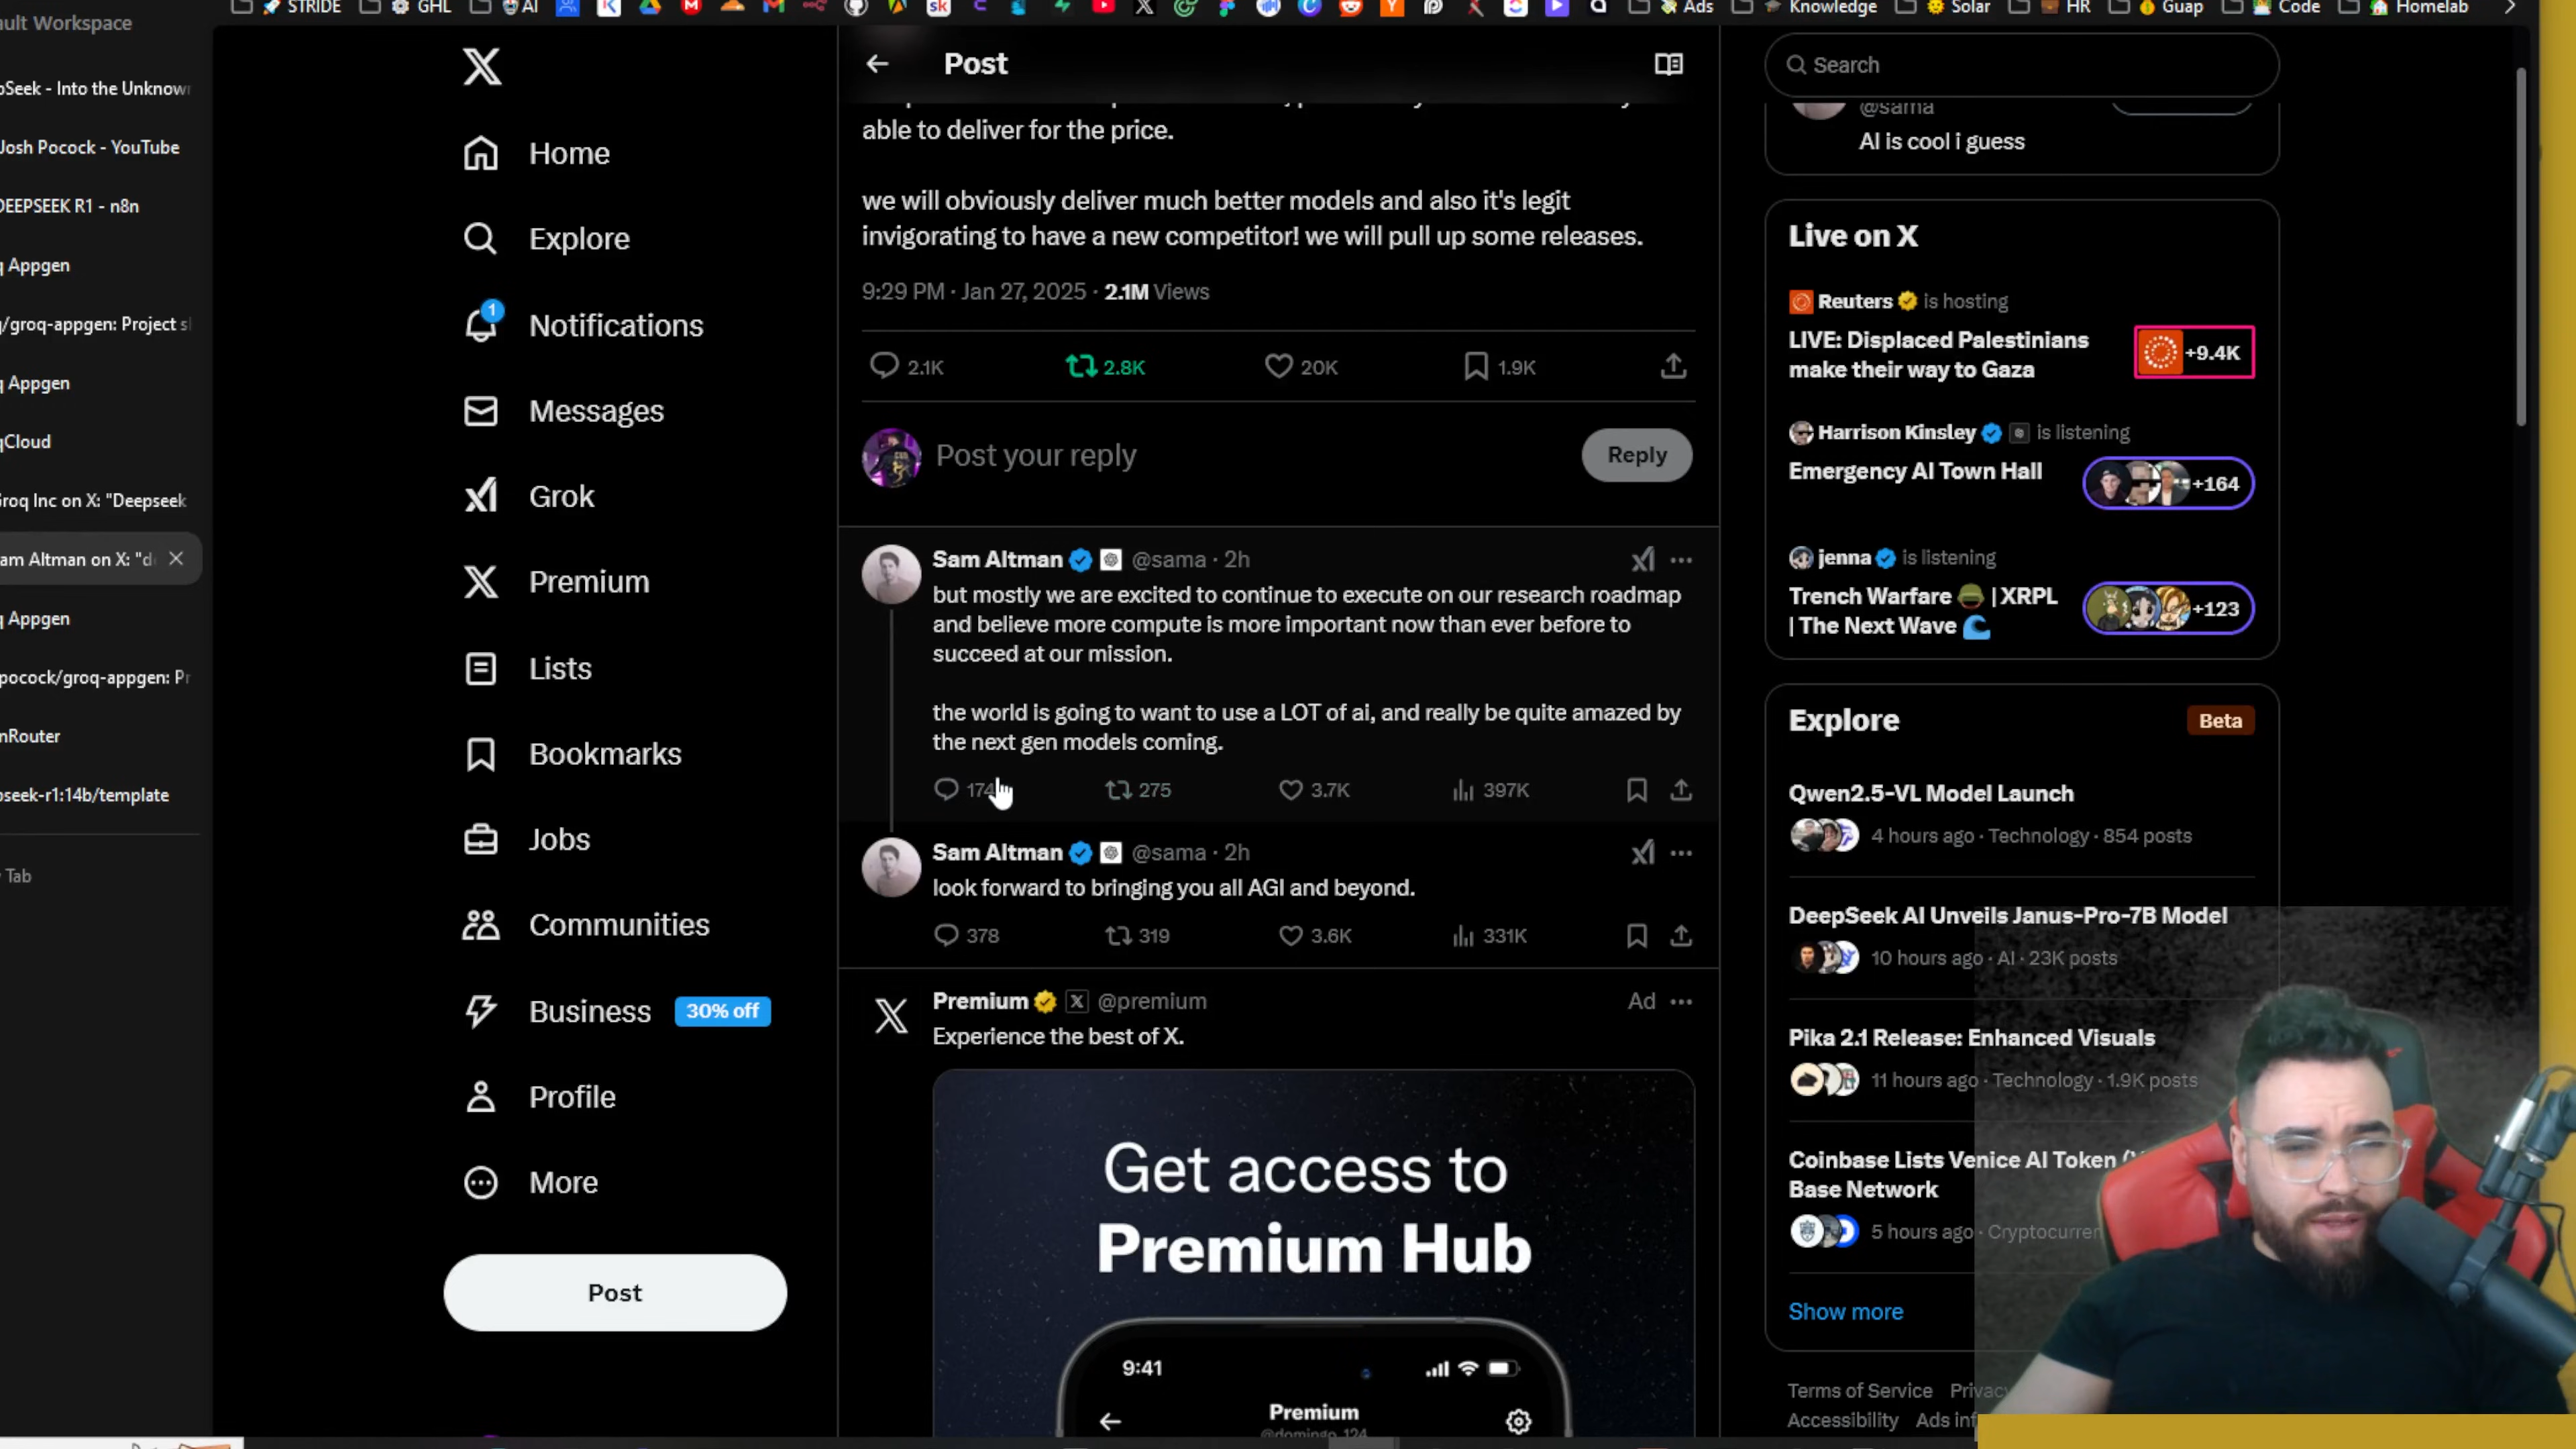 STRIDE
GHL
AI
Ads
Knowledge
Solar
HR
Guap
Code
Homelab
ault Workspace
Seek - Into the Unknow
Josh Pocock - YouTube
DEEPSEEK R1 - n8n
Appgen
/groq-appgen: Project s
Appgen
Cloud
Groq Inc on X: "Deepseek
am Altman on X: "d
Appgen
pocock/groq-appgen: Pr
nRouter
pseek-r1:14b/template
Tab
Home
Explore
1
Notifications
Messages
Grok
Premium
Lists
Bookmarks
Jobs
Communities
Business
30% off
Profile
More
Post
Post
able to deliver for the price.
we will obviously deliver much better models and also it's legit
invigorating to have a new competitor! we will pull up some releases.
9:29 PM · Jan 27, 2025 · 2.1M Views
2.1K
2.8K
20K
1.9K
Post your reply
Reply
Sam Altman @sama · 2h
but mostly we are excited to continue to execute on our research roadmap
and believe more compute is more important now than ever before to
succeed at our mission.
the world is going to want to use a LOT of ai, and really be quite amazed by
the next gen models coming.
174
275
3.7K
397K
Sam Altman @sama · 2h
look forward to bringing you all AGI and beyond.
378
319
3.6K
331K
Premium @premium
Ad
Experience the best of X.
Get access to
Premium Hub
9:41
Premium
@domingo_124
Search
@sama
AI is cool i guess
Live on X
Reuters is hosting
LIVE: Displaced Palestinians
make their way to Gaza
+9.4K
Harrison Kinsley is listening
Emergency AI Town Hall
+164
jenna is listening
Trench Warfare | XRPL
| The Next Wave
+123
Explore
Beta
Qwen2.5-VL Model Launch
4 hours ago · Technology · 854 posts
DeepSeek AI Unveils Janus-Pro-7B Model
10 hours ago · AI · 23K posts
Pika 2.1 Release: Enhanced Visuals
11 hours ago · Technology · 1.9K posts
Coinbase Lists Venice AI Token (
Base Network
5 hours ago · Cryptocurren
Show more
Terms of Service
Privac
Accessibility
Ads inf